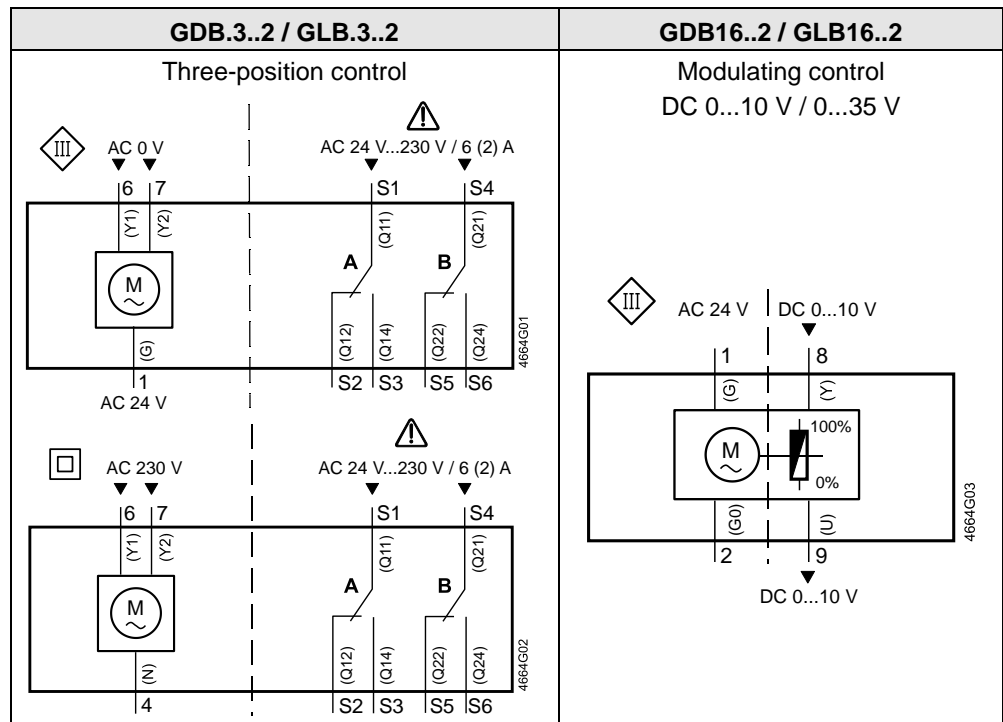 GDB.3..2 / GLB.3..2
GDB16..2 / GLB16..2
Three-position control
III
AC 0 V
AC 24 V...230 V / 6 (2) A
6 7
S1
S4
(Y1)
(Y2)
(Q11)
(Q21)
A
B
M
(Q12)
(Q14)
(Q22)
(Q24)
(G)
4664G01
1
S2 S3 S5 S6
AC 24 V
AC 230 V
AC 24 V...230 V / 6 (2) A
6 7
S1
S4
(Y1)
(Y2)
(Q11)
(Q21)
A
B
M
(Q12)
(Q14)
(Q22)
(Q24)
(N)
4664G02
4
S2 S3 S5 S6
Modulating control
DC 0...10 V / 0...35 V
III
AC 24 V
DC 0...10 V
1
8
(G)
(Y)
100%
M
0%
(G0)
(U)
4664G03
2
9
DC 0...10 V